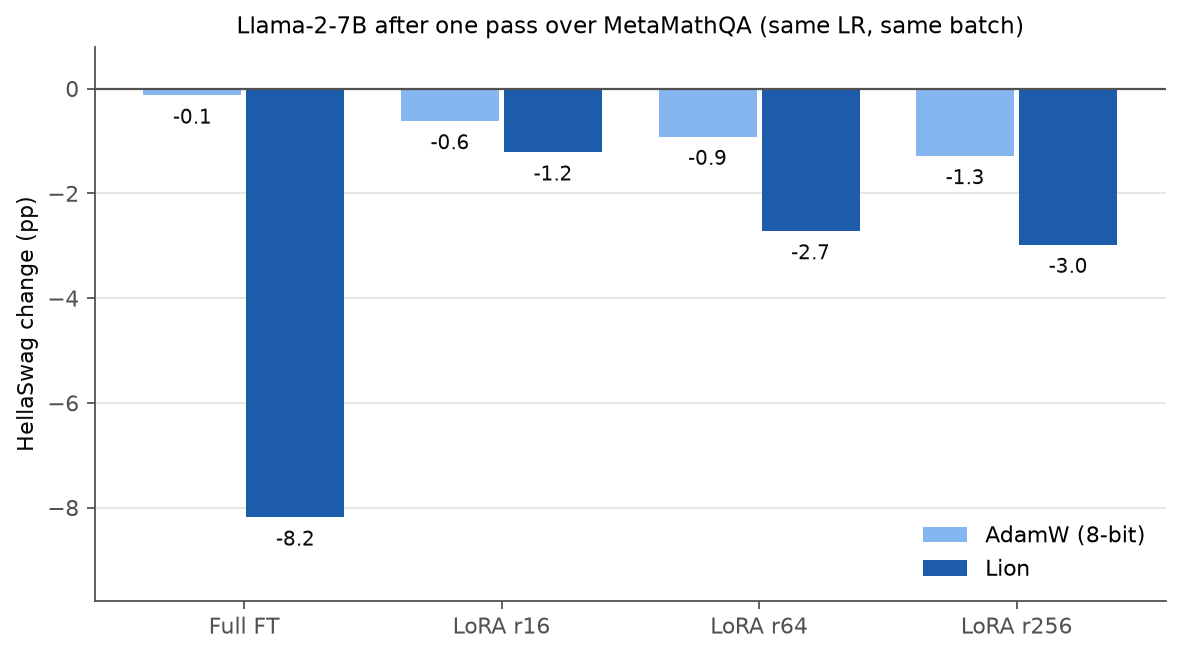 Llama-2-7B after one pass over MetaMathQA (same LR, same batch)
HellaSwag change (pp)
0
−2
−4
−6
−8
-0.1
-8.2
-0.6
-1.2
-0.9
-2.7
-1.3
-3.0
AdamW (8-bit)
Lion
Full FT
LoRA r16
LoRA r64
LoRA r256